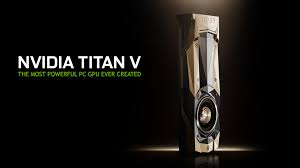 NVIDIA TITAN V
THE MOST POWERFUL PC GPU EVER CREATED